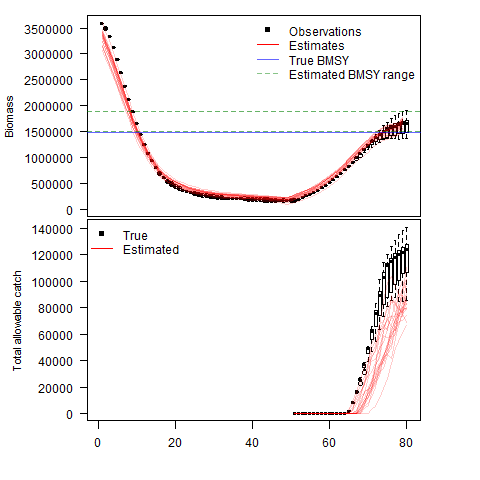 3500000
3000000
2500000
2000000
1500000
1000000
500000
0
Biomass
Observations
Estimates
True BMSY
Estimated BMSY range
140000
120000
100000
80000
60000
40000
20000
0
Total allowable catch
True
Estimated
0 20 40 60 80